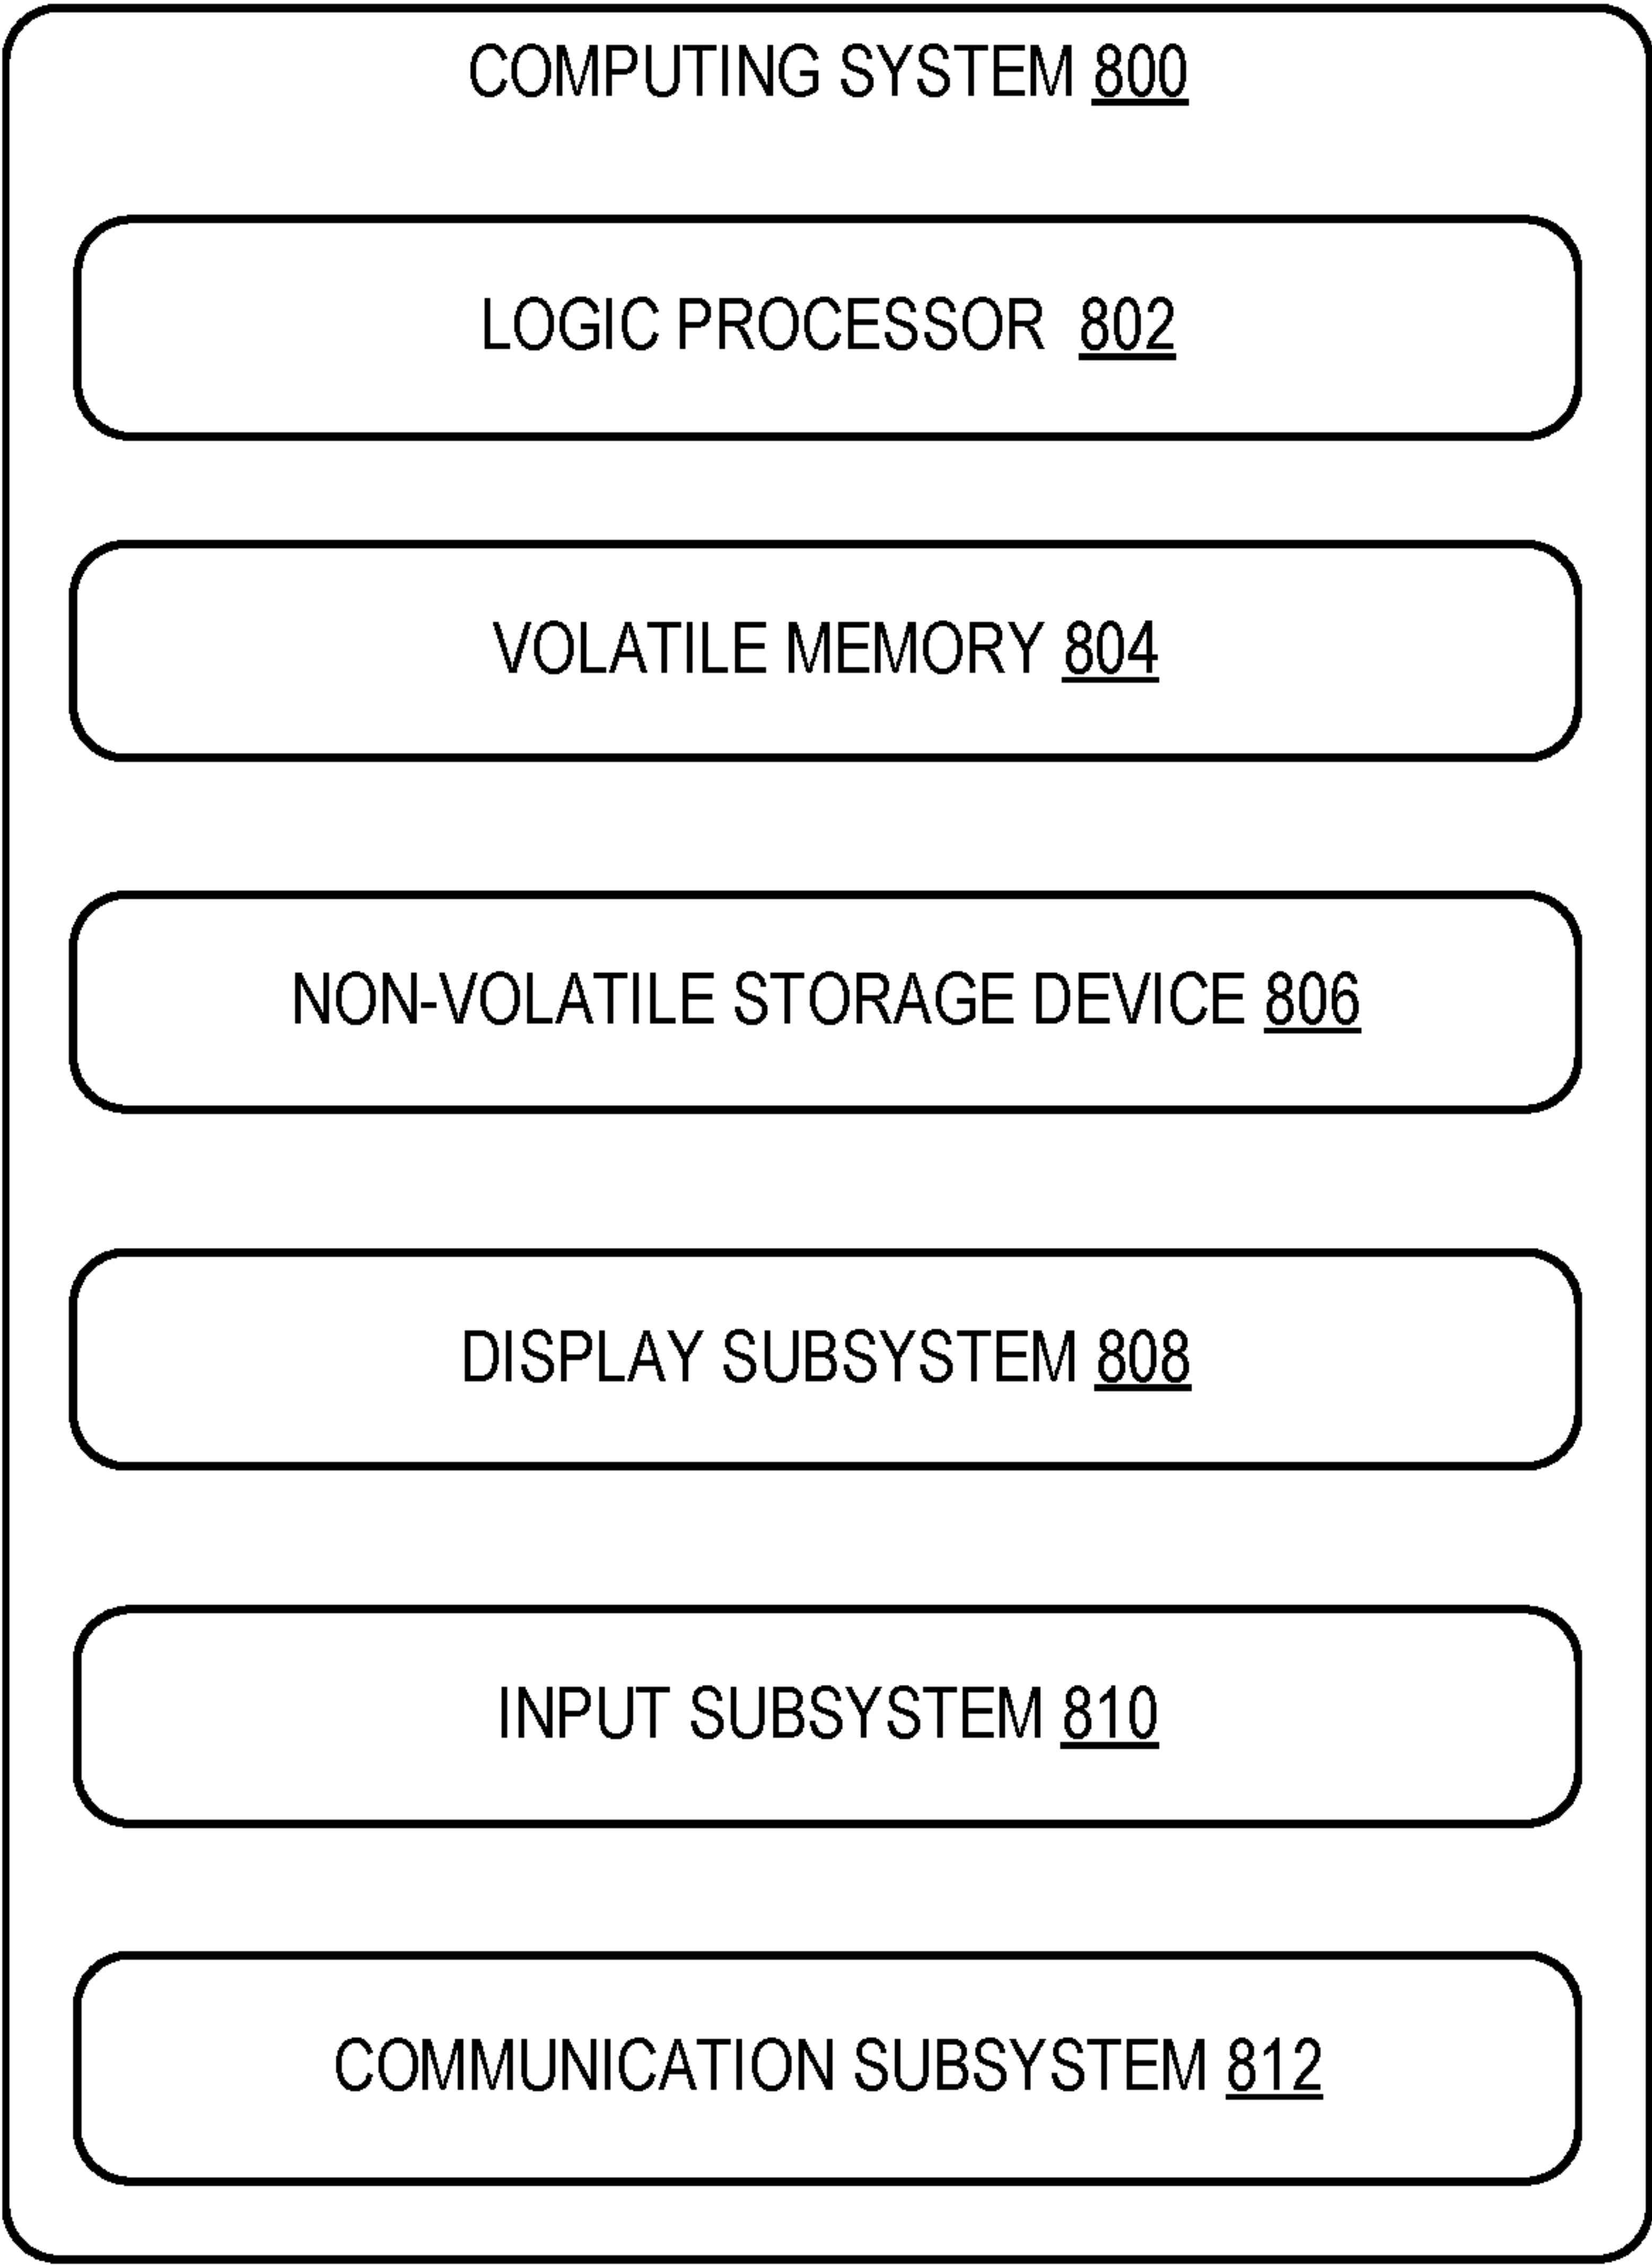 COMPUTING SYSTEM 800
LOGIC PROCESSOR 802
VOLATILE MEMORY 804
NON-VOLATILE STORAGE DEVICE 806
DISPLAY SUBSYSTEM 808
INPUT SUBSYSTEM 810
COMMUNICATION SUBSYSTEM 812